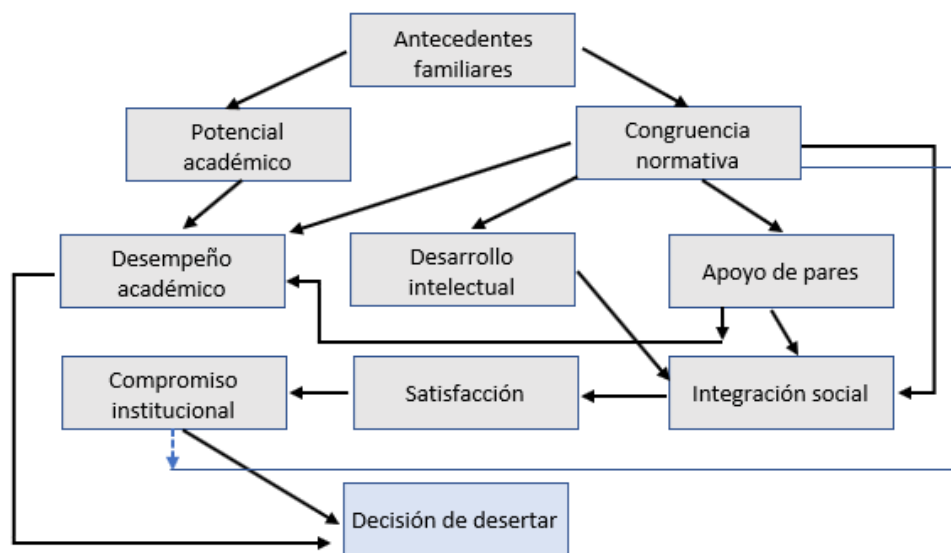 Antecedentes
familiares
Potencial
académico
Congruencia
normativa
Desempeño
académico
Desarrollo
intelectual
Apoyo de pares
Compromiso
institucional
Satisfacción
Integración social
Decisión de desertar